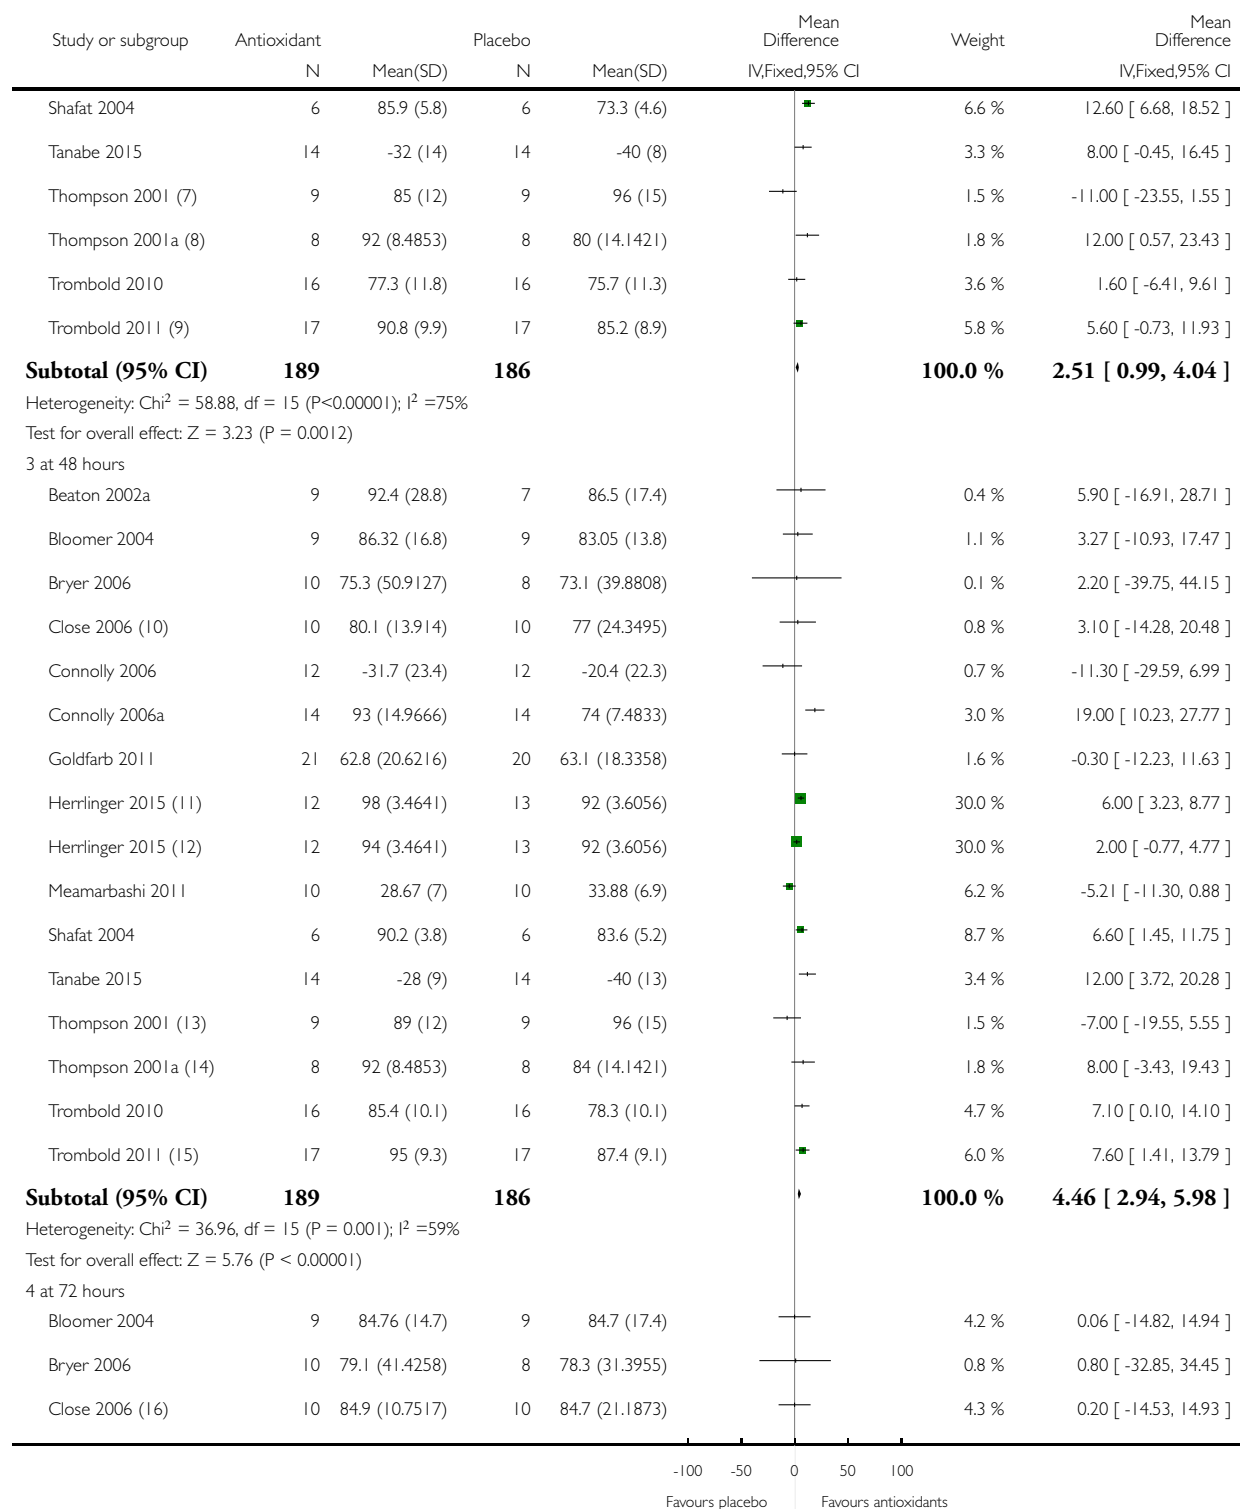 Study or subgroup Antioxidant Placebo Mean Difference Weight Mean Difference
N Mean(SD) N Mean(SD) IV,Fixed,95% CI IV,Fixed,95% CI
Shafat 2004 6 85.9 (5.8) 6 73.3 (4.6) 6.6 % 12.60 [ 6.68, 18.52 ]
Tanabe 2015 14 -32 (14) 14 -40 (8) 3.3 % 8.00 [ -0.45, 16.45 ]
Thompson 2001 (7) 9 85 (12) 9 96 (15) 1.5 % -11.00 [ -23.55, 1.55 ]
Thompson 2001a (8) 8 92 (8.4853) 8 80 (14.1421) 1.8 % 12.00 [ 0.57, 23.43 ]
Trombold 2010 16 77.3 (11.8) 16 75.7 (11.3) 3.6 % 1.60 [ -6.41, 9.61 ]
Trombold 2011 (9) 17 90.8 (9.9) 17 85.2 (8.9) 5.8 % 5.60 [ -0.73, 11.93 ]
Subtotal (95% CI) 189 186 100.0 % 2.51 [ 0.99, 4.04 ]
Heterogeneity: Chi² = 58.88, df = 15 (P<0.00001); I² =75%
Test for overall effect: Z = 3.23 (P = 0.0012)
3 at 48 hours
Beaton 2002a 9 92.4 (28.8) 7 86.5 (17.4) 0.4 % 5.90 [ -16.91, 28.71 ]
Bloomer 2004 9 86.32 (16.8) 9 83.05 (13.8) 1.1 % 3.27 [ -10.93, 17.47 ]
Bryer 2006 10 75.3 (50.9127) 8 73.1 (39.8808) 0.1 % 2.20 [ -39.75, 44.15 ]
Close 2006 (10) 10 80.1 (13.914) 10 77 (24.3495) 0.8 % 3.10 [ -14.28, 20.48 ]
Connolly 2006 12 -31.7 (23.4) 12 -20.4 (22.3) 0.7 % -11.30 [ -29.59, 6.99 ]
Connolly 2006a 14 93 (14.9666) 14 74 (7.4833) 3.0 % 19.00 [ 10.23, 27.77 ]
Goldfarb 2011 21 62.8 (20.6216) 20 63.1 (18.3358) 1.6 % -0.30 [ -12.23, 11.63 ]
Herrlinger 2015 (11) 12 98 (3.4641) 13 92 (3.6056) 30.0 % 6.00 [ 3.23, 8.77 ]
Herrlinger 2015 (12) 12 94 (3.4641) 13 92 (3.6056) 30.0 % 2.00 [ -0.77, 4.77 ]
Meamarbashi 2011 10 28.67 (7) 10 33.88 (6.9) 6.2 % -5.21 [ -11.30, 0.88 ]
Shafat 2004 6 90.2 (3.8) 6 83.6 (5.2) 8.7 % 6.60 [ 1.45, 11.75 ]
Tanabe 2015 14 -28 (9) 14 -40 (13) 3.4 % 12.00 [ 3.72, 20.28 ]
Thompson 2001 (13) 9 89 (12) 9 96 (15) 1.5 % -7.00 [ -19.55, 5.55 ]
Thompson 2001a (14) 8 92 (8.4853) 8 84 (14.1421) 1.8 % 8.00 [ -3.43, 19.43 ]
Trombold 2010 16 85.4 (10.1) 16 78.3 (10.1) 4.7 % 7.10 [ 0.10, 14.10 ]
Trombold 2011 (15) 17 95 (9.3) 17 87.4 (9.1) 6.0 % 7.60 [ 1.41, 13.79 ]
Subtotal (95% CI) 189 186 100.0 % 4.46 [ 2.94, 5.98 ]
Heterogeneity: Chi² = 36.96, df = 15 (P = 0.001); I² =59%
Test for overall effect: Z = 5.76 (P < 0.00001)
4 at 72 hours
Bloomer 2004 9 84.76 (14.7) 9 84.7 (17.4) 4.2 % 0.06 [ -14.82, 14.94 ]
Bryer 2006 10 79.1 (41.4258) 8 78.3 (31.3955) 0.8 % 0.80 [ -32.85, 34.45 ]
Close 2006 (16) 10 84.9 (10.7517) 10 84.7 (21.1873) 4.3 % 0.20 [ -14.53, 14.93 ]
-100 -50 0 50 100
Favours placebo Favours antioxidants